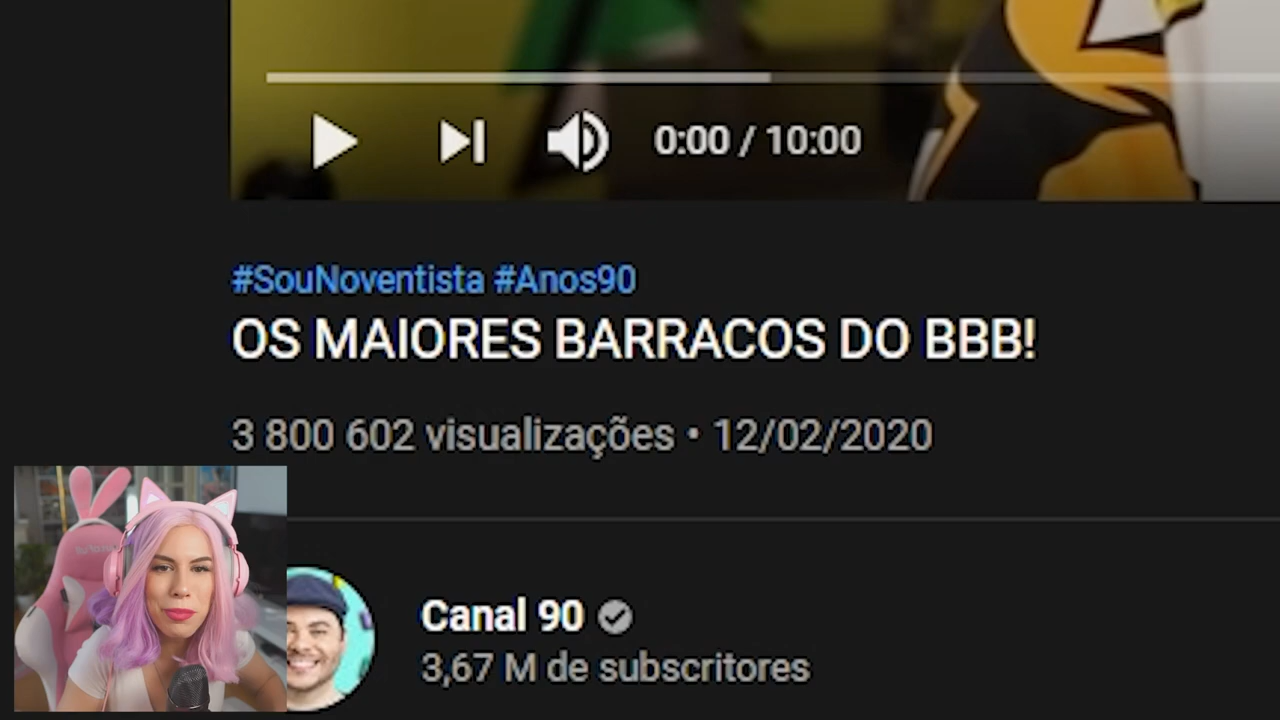 0:00 / 10:00
#SouNoventista #Anos90
OS MAIORES BARRACOS DO BBB!
3 800 602 visualizações • 12/02/2020
Canal 90
3,67 M de subscritores